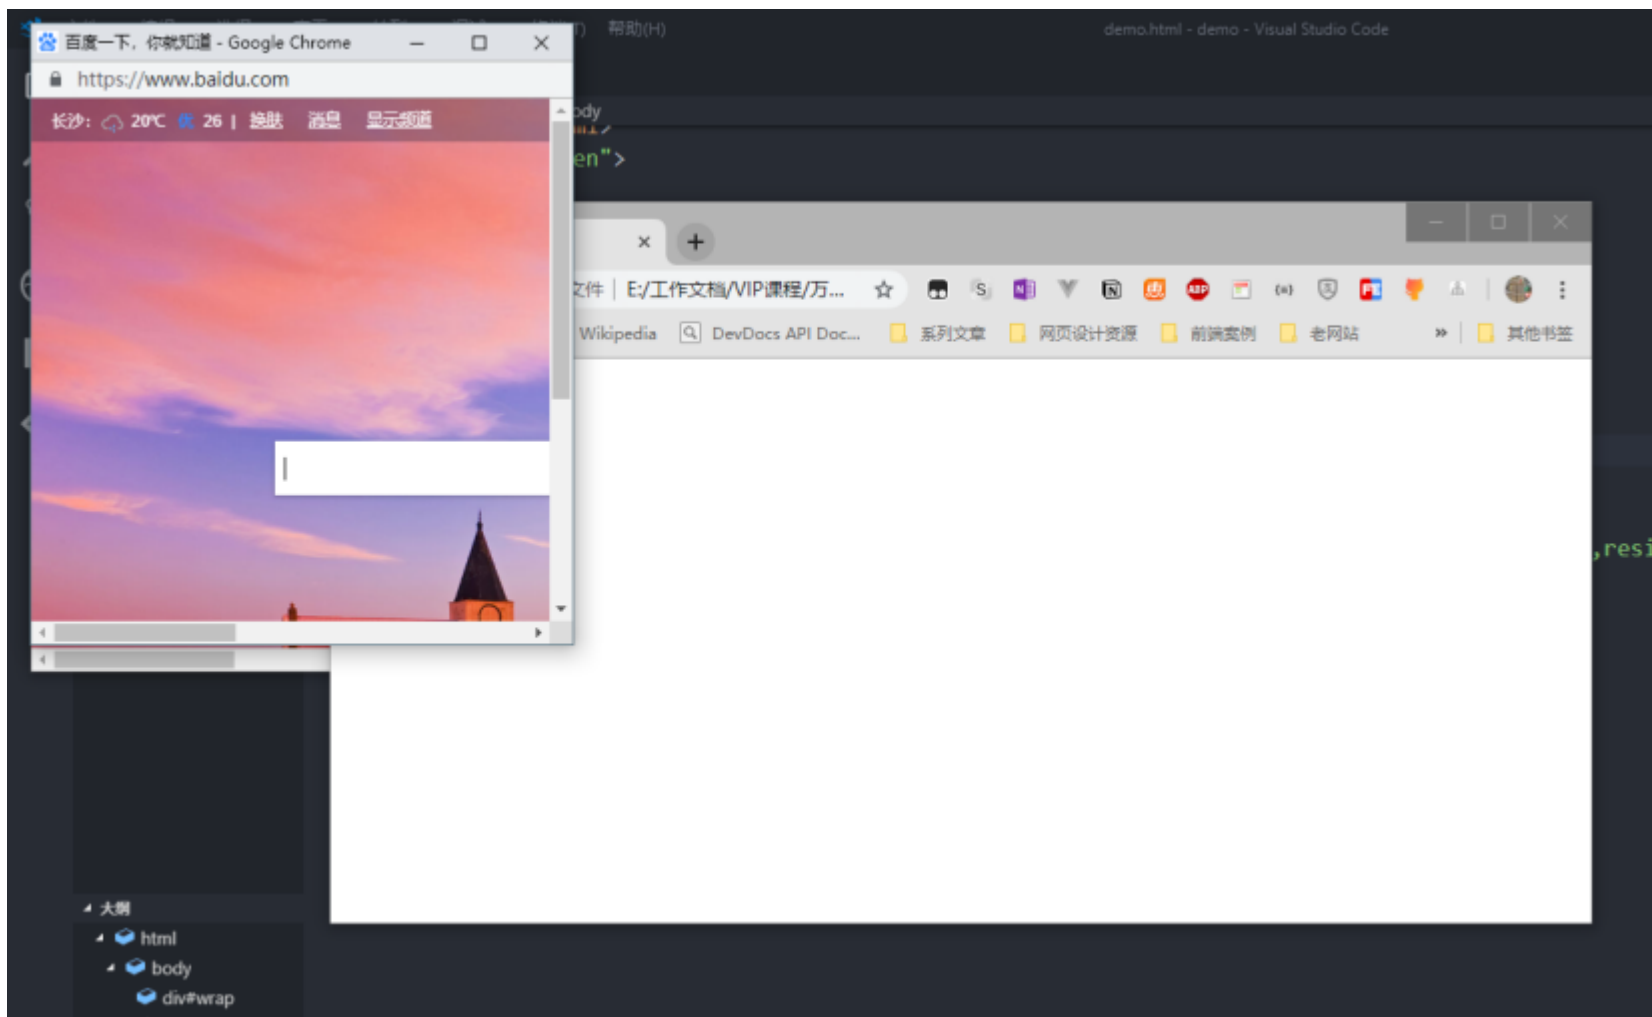 帮助(H)
demo.html - demo - Visual Studio Code
百度一下，你就知道 - Google Chrome
https://www.baidu.com
长沙: 20℃ 优 26 | 换肤 消息 显示频道
ody
en">
文件 | E:/工作文档/VIP课程/万...
Wikipedia DevDocs API Doc... 系列文章 网页设计资源 前端案例 老网站 » 其他书签
,resi
大纲
html
body
div#wrap